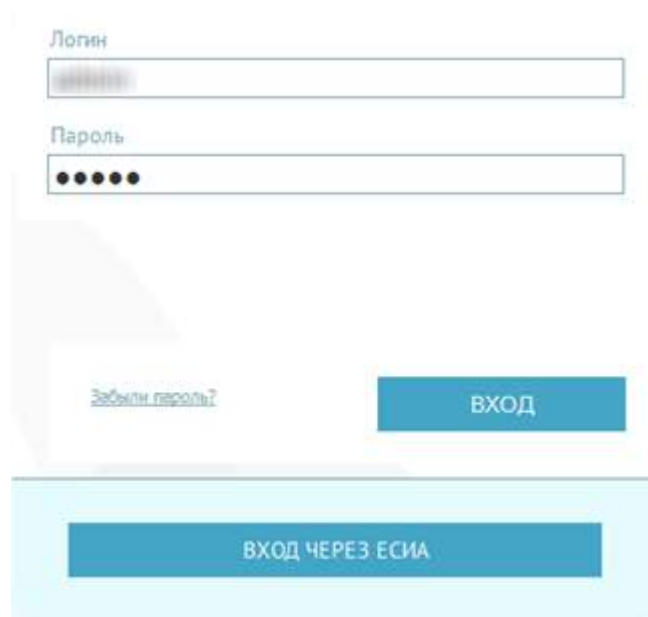 Логин
Пароль
●●●●●
Забыли пароль?
ВХОД
ВХОД ЧЕРЕЗ ЕСИА